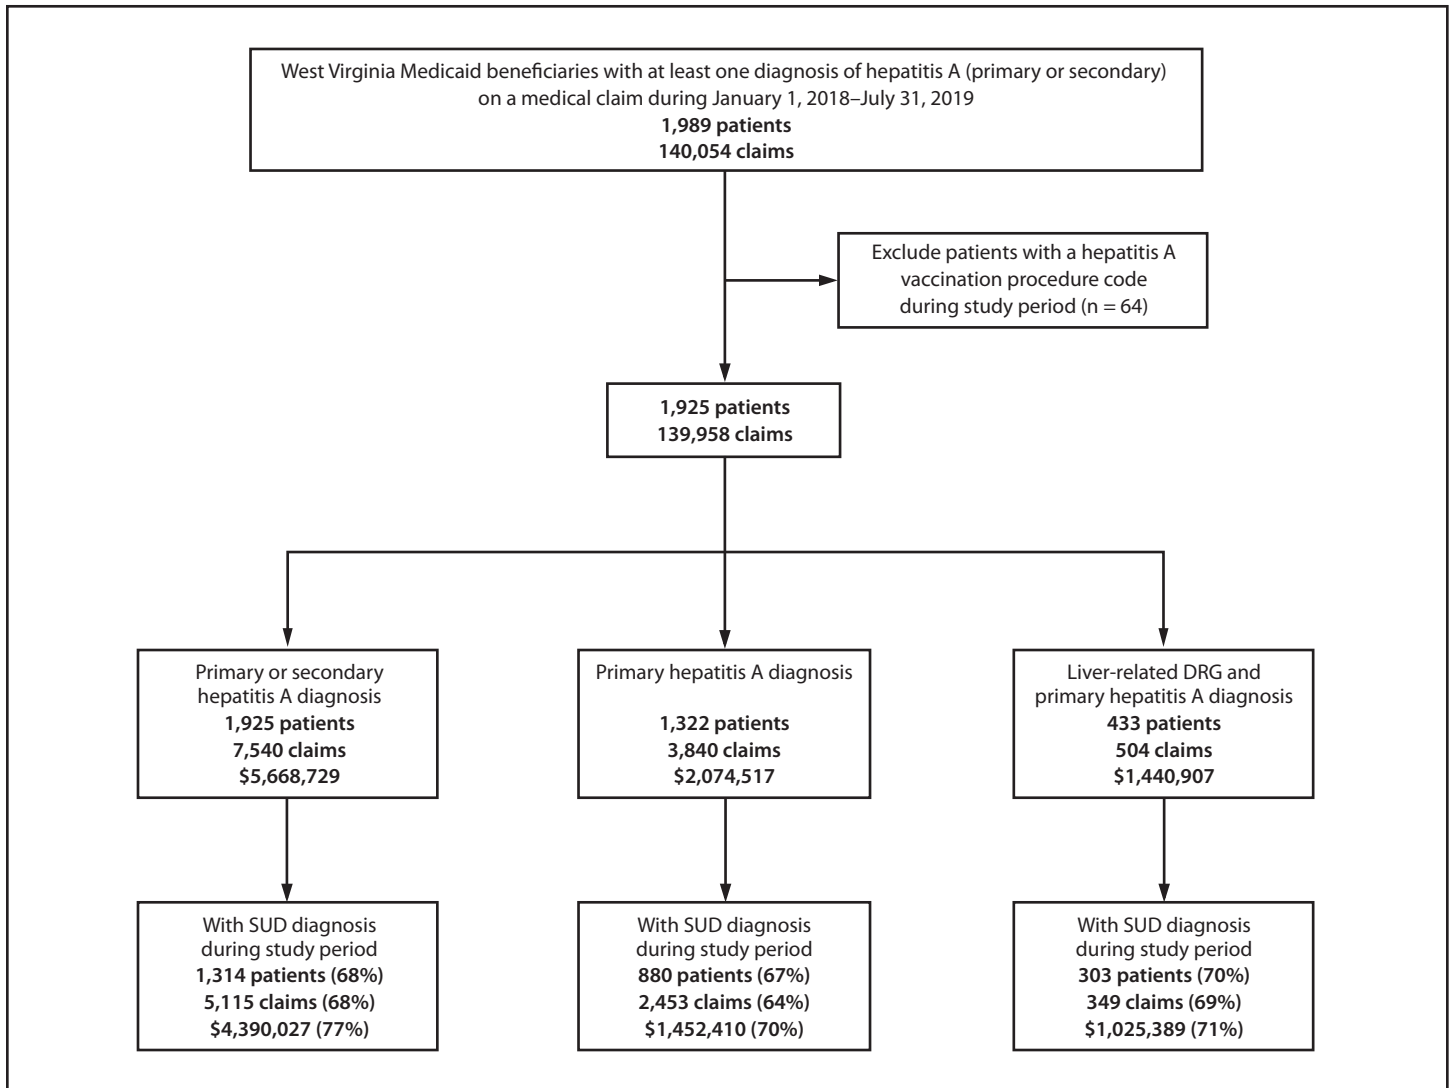 West Virginia Medicaid beneficiaries with at least one diagnosis of hepatitis A (primary or secondary)
on a medical claim during January 1, 2018–July 31, 2019
1,989 patients
140,054 claims
Exclude patients with a hepatitis A
vaccination procedure code
during study period (n = 64)
1,925 patients
139,958 claims
Primary or secondary
hepatitis A diagnosis
1,925 patients
7,540 claims
$5,668,729
Primary hepatitis A diagnosis
1,322 patients
3,840 claims
$2,074,517
Liver-related DRG and
primary hepatitis A diagnosis
433 patients
504 claims
$1,440,907
With SUD diagnosis
during study period
1,314 patients (68%)
5,115 claims (68%)
$4,390,027 (77%)
With SUD diagnosis
during study period
880 patients (67%)
2,453 claims (64%)
$1,452,410 (70%)
With SUD diagnosis
during study period
303 patients (70%)
349 claims (69%)
$1,025,389 (71%)